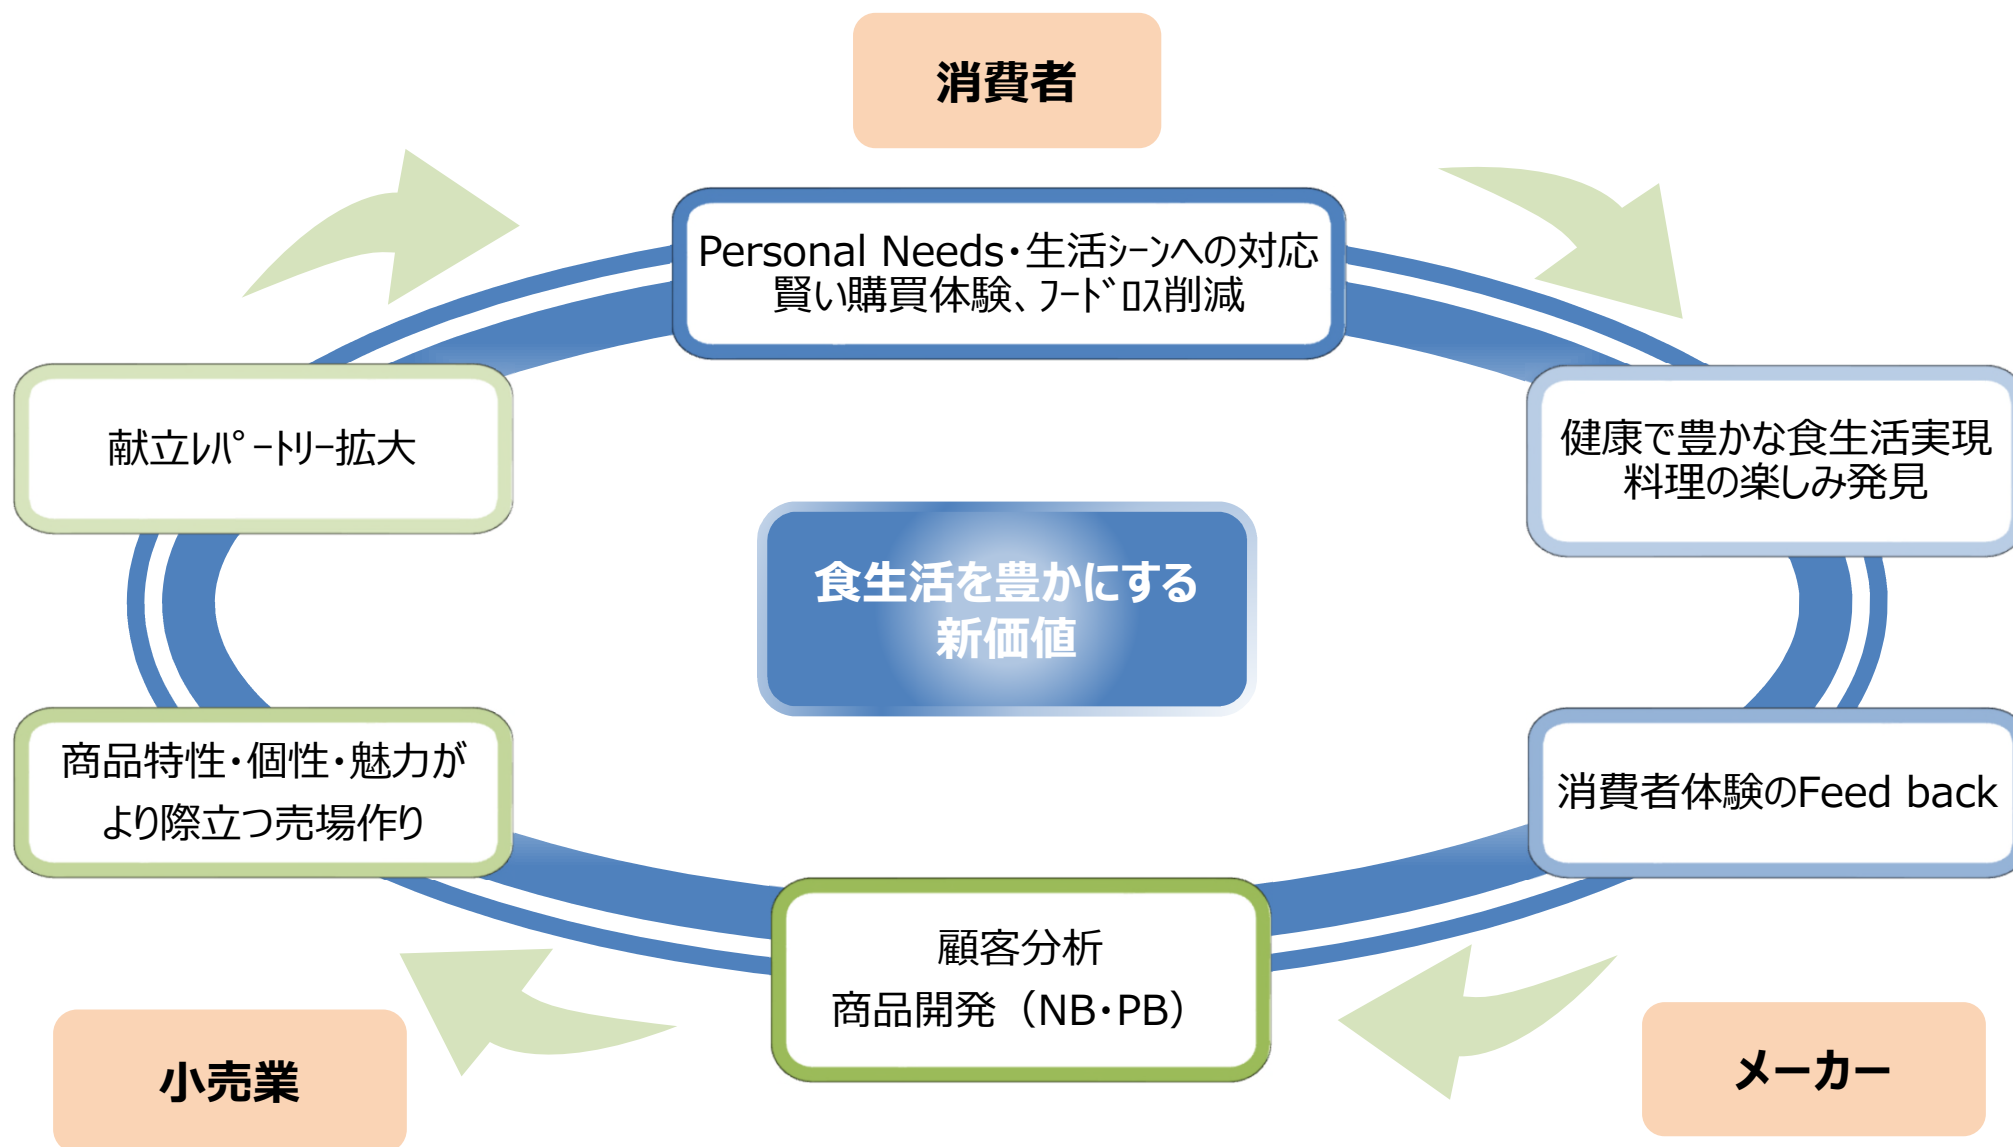 消費者
Personal Needs・生活ｼｰﾝへの対応
賢い購買体験、ﾌｰﾄﾞﾛｽ削減
献立ﾚﾊﾟｰﾄﾘｰ拡大
健康で豊かな食生活実現
料理の楽しみ発見
食生活を豊かにする
新価値
商品特性・個性・魅力が
より際立つ売場作り
消費者体験のFeed back
顧客分析
商品開発（NB・PB）
小売業
メーカー